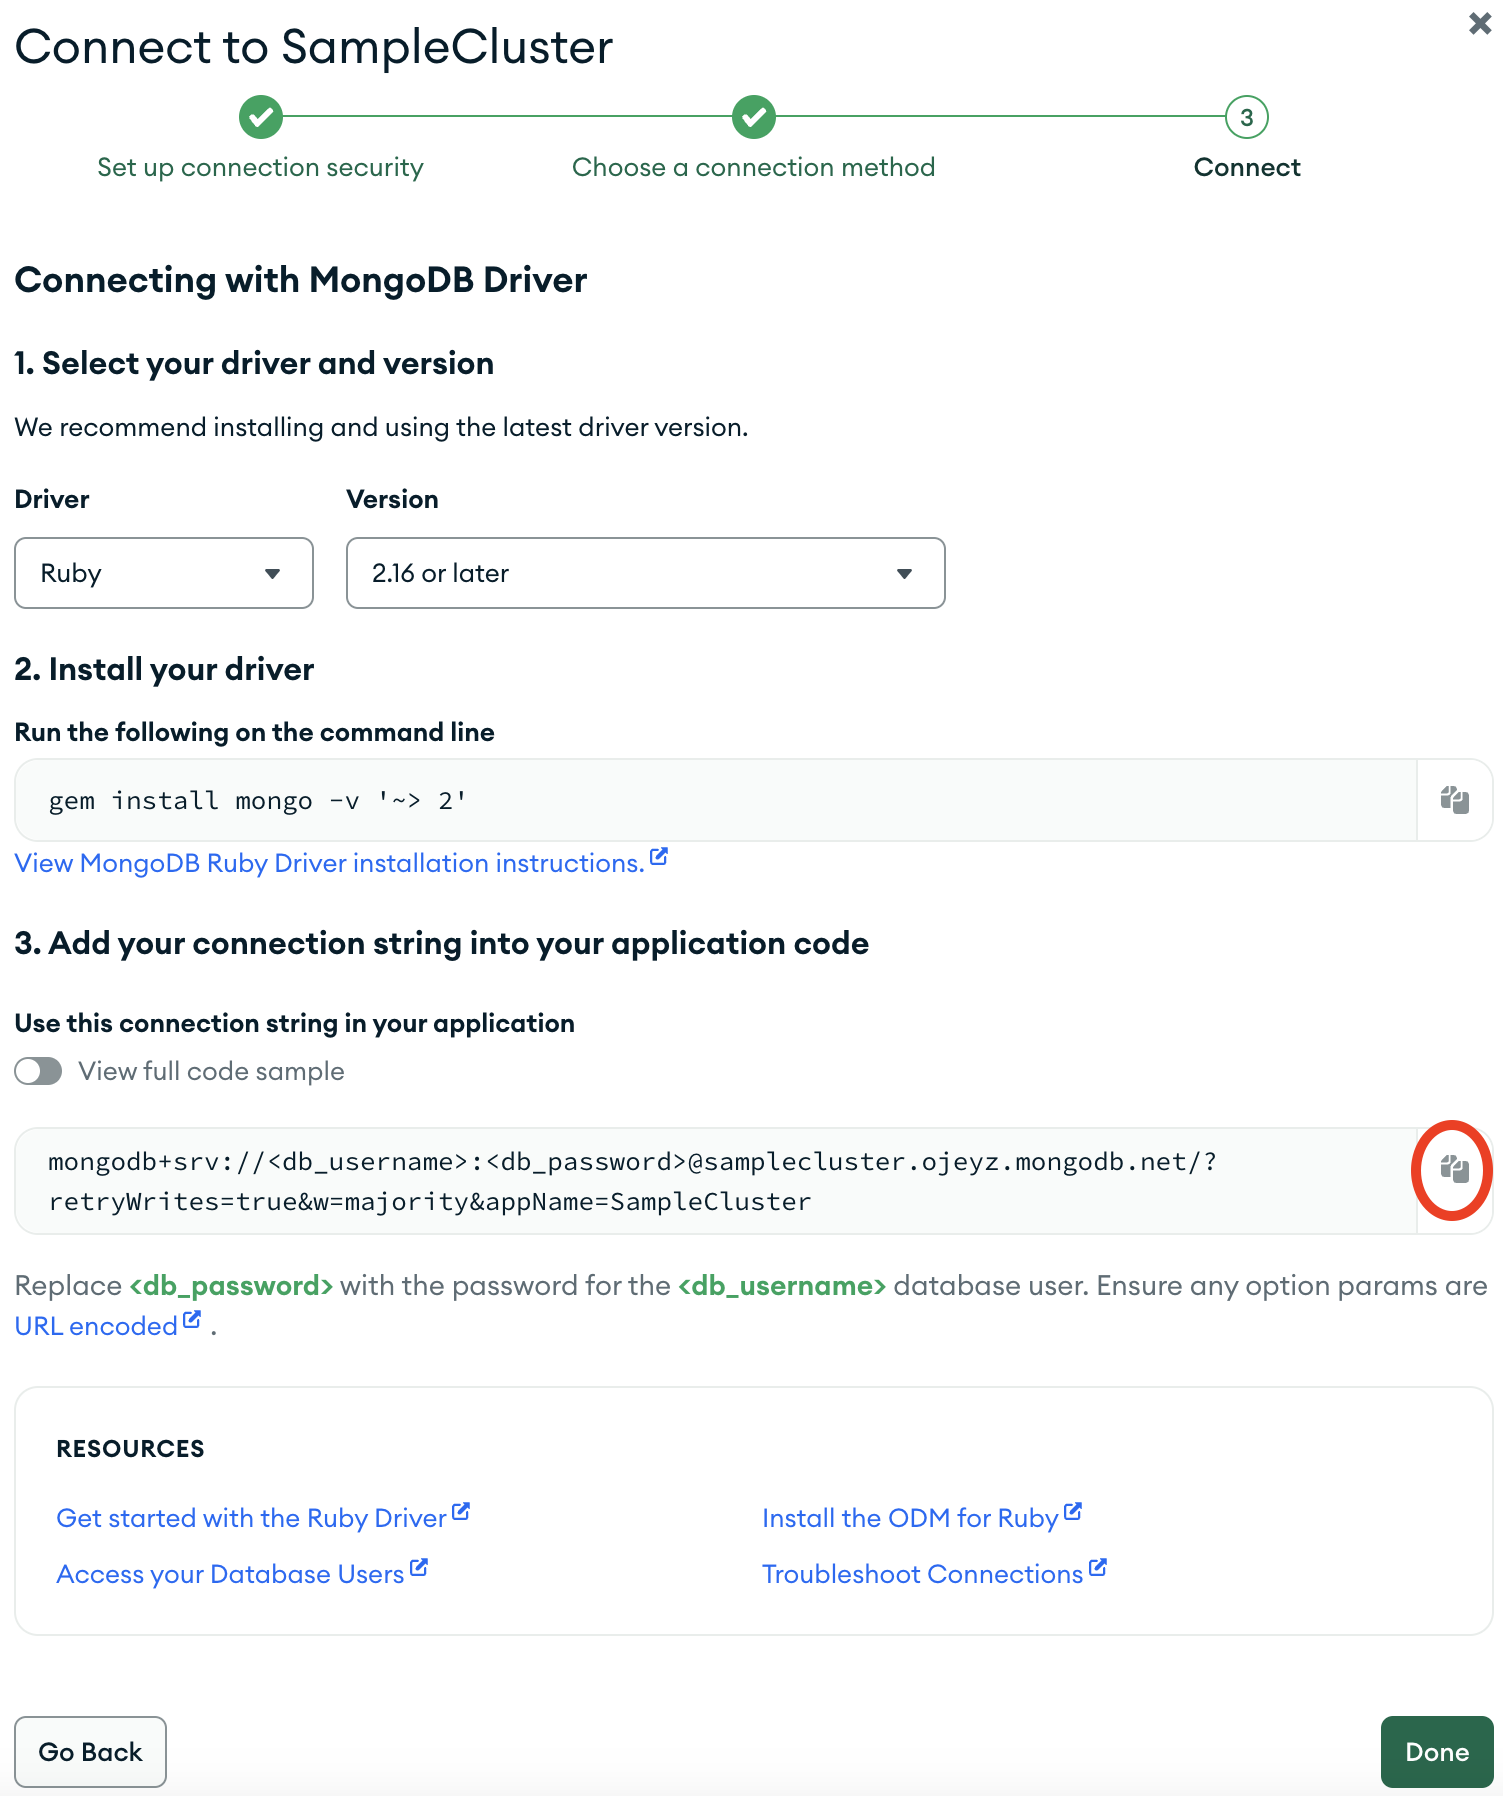 Connect to SampleCluster
3
Set up connection security
Choose a connection method
Connect
Connecting with MongoDB Driver
1. Select your driver and version
We recommend installing and using the latest driver version.
Driver
Version
Ruby
2.16 or later
2. Install your driver
Run the following on the command line
gem install mongo -v '~> 2'
View MongoDB Ruby Driver installation instructions.
3. Add your connection string into your application code
Use this connection string in your application
View full code sample
mongodb+srv://<db_username>:<db_password>@samplecluster.ojeyz.mongodb.net/?
retryWrites=true&w=majority&appName=SampleCluster
Replace <db_password> with the password for the <db_username> database user. Ensure any option params are
URL encoded .
RESOURCES
Get started with the Ruby Driver
Install the ODM for Ruby
Access your Database Users
Troubleshoot Connections
Go Back
Done